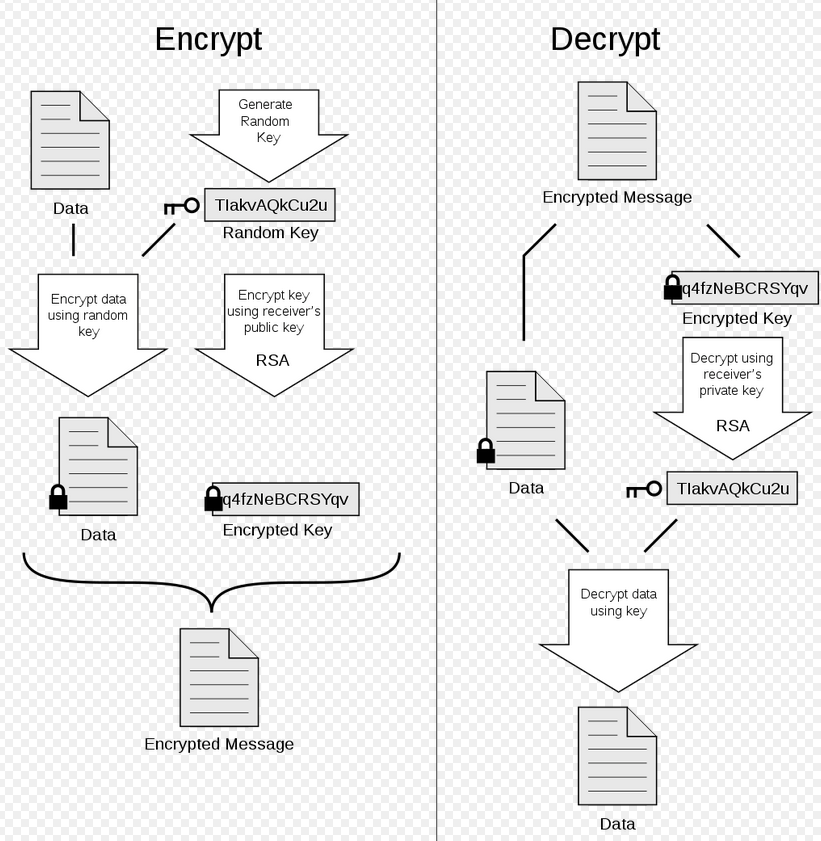 Encrypt
Generate
Random
Key
Data
TIakvAQkCu2u
Random Key
Encrypt data
using random
key
Encrypt key
using receiver's
public key
RSA
Data
q4fzNeBCRSYqv
Encrypted Key
Encrypted Message
Decrypt
Encrypted Message
q4fzNeBCRSYqv
Encrypted Key
Decrypt using
receiver's
private key
RSA
Data
TIakvAQkCu2u
Decrypt data
using key
Data